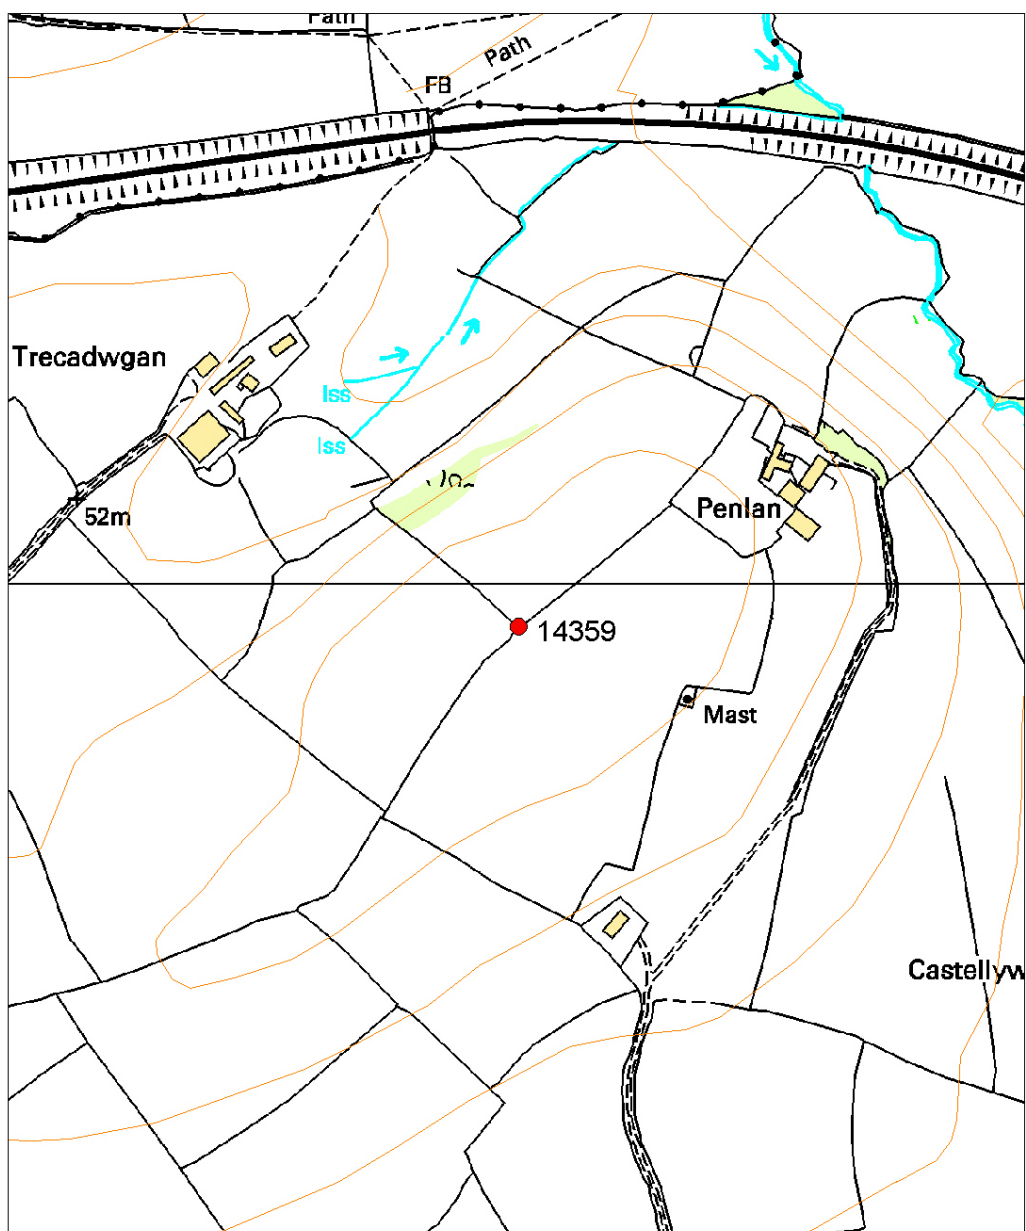 Path
Path
FB
Trecadwgan
Iss
Iss
52m
Penlan
14359
Mast
Castellyw